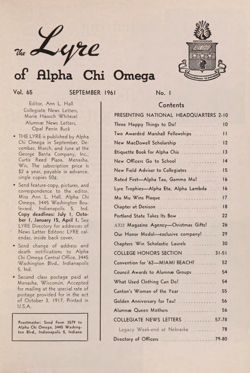 The Lyre
of Alpha Chi Omega
Vol. 65
SEPTEMBER 1961
No. 1
Editor, Ann L. Hall
Collegiate News Letters,
Marie Hausch Whitwer
Alumnae News Letters,
Opal Penix Buck
• THE LYRE is published by Alpha Chi Omega in September, December, March, and June at the George Banta Company, Inc., Curtis Reed Plaza, Menasha, Wis. The subscription price is $2 a year, payable in advance, single copies 50¢.
• Send feature-copy, pictures, and correspondence to the editor, Miss Ann L. Hall, Alpha Chi Omega, 3445 Washington Boulevard, Indianapolis 5, Ind. Copy deadlines: July 1, October 1, January 15, April 1. See LYRE Directory for addresses of News Letter Editors: LYRE calendar, inside back cover.
• Send change of address and death notifications to Alpha Chi Omega Central Office, 3445 Washington Blvd., Indianapolis 5, Ind.
• Second class postage paid at Menasha, Wisconsin. Accepted for mailing at the special rate of postage provided for in the act of October 3, 1917. Printed in U.S.A.
Postmaster: Send Form 3579 to Alpha Chi Omega, 3445 Washington Blvd., Indianapolis 5, Indiana
Contents
PRESENTING NATIONAL HEADQUARTERS 2-10
Three Happy Things to Do! 10
Two Awarded Marshall Fellowships 11
New MacDowell Scholarship 12
Etiquette Book for Alpha Chis 13
New Officers Go to School 14
New Field Advisor to Collegiates 15
Rated First—Alpha Tau, Gamma Mu! 15
Lyre Trophies—Alpha Eta, Alpha Lambda 16
Mu Mu Wins Plaque 17
Chapter at Denison 18
Portland State Takes Its Bow 22
ΑΧΩ Magazine Agency—Christmas Gifts! 26
Our Honor Medal—exclusive company! 29
Chapters Win Scholastic Laurels 30
COLLEGE HONORS SECTION 31-51
Convention for '63—MIAMI BEACH! 52
Council Awards to Alumnae Groups 54
What Used Clothing Can Do! 54
Canton's Woman of the Year 55
Golden Anniversary for Tau! 55
Alumnae Queen Mothers 56
COLLEGIATE NEWS LETTERS 57-78
Legacy Week-end at Nebraska 78
Directory of Officers 79-80